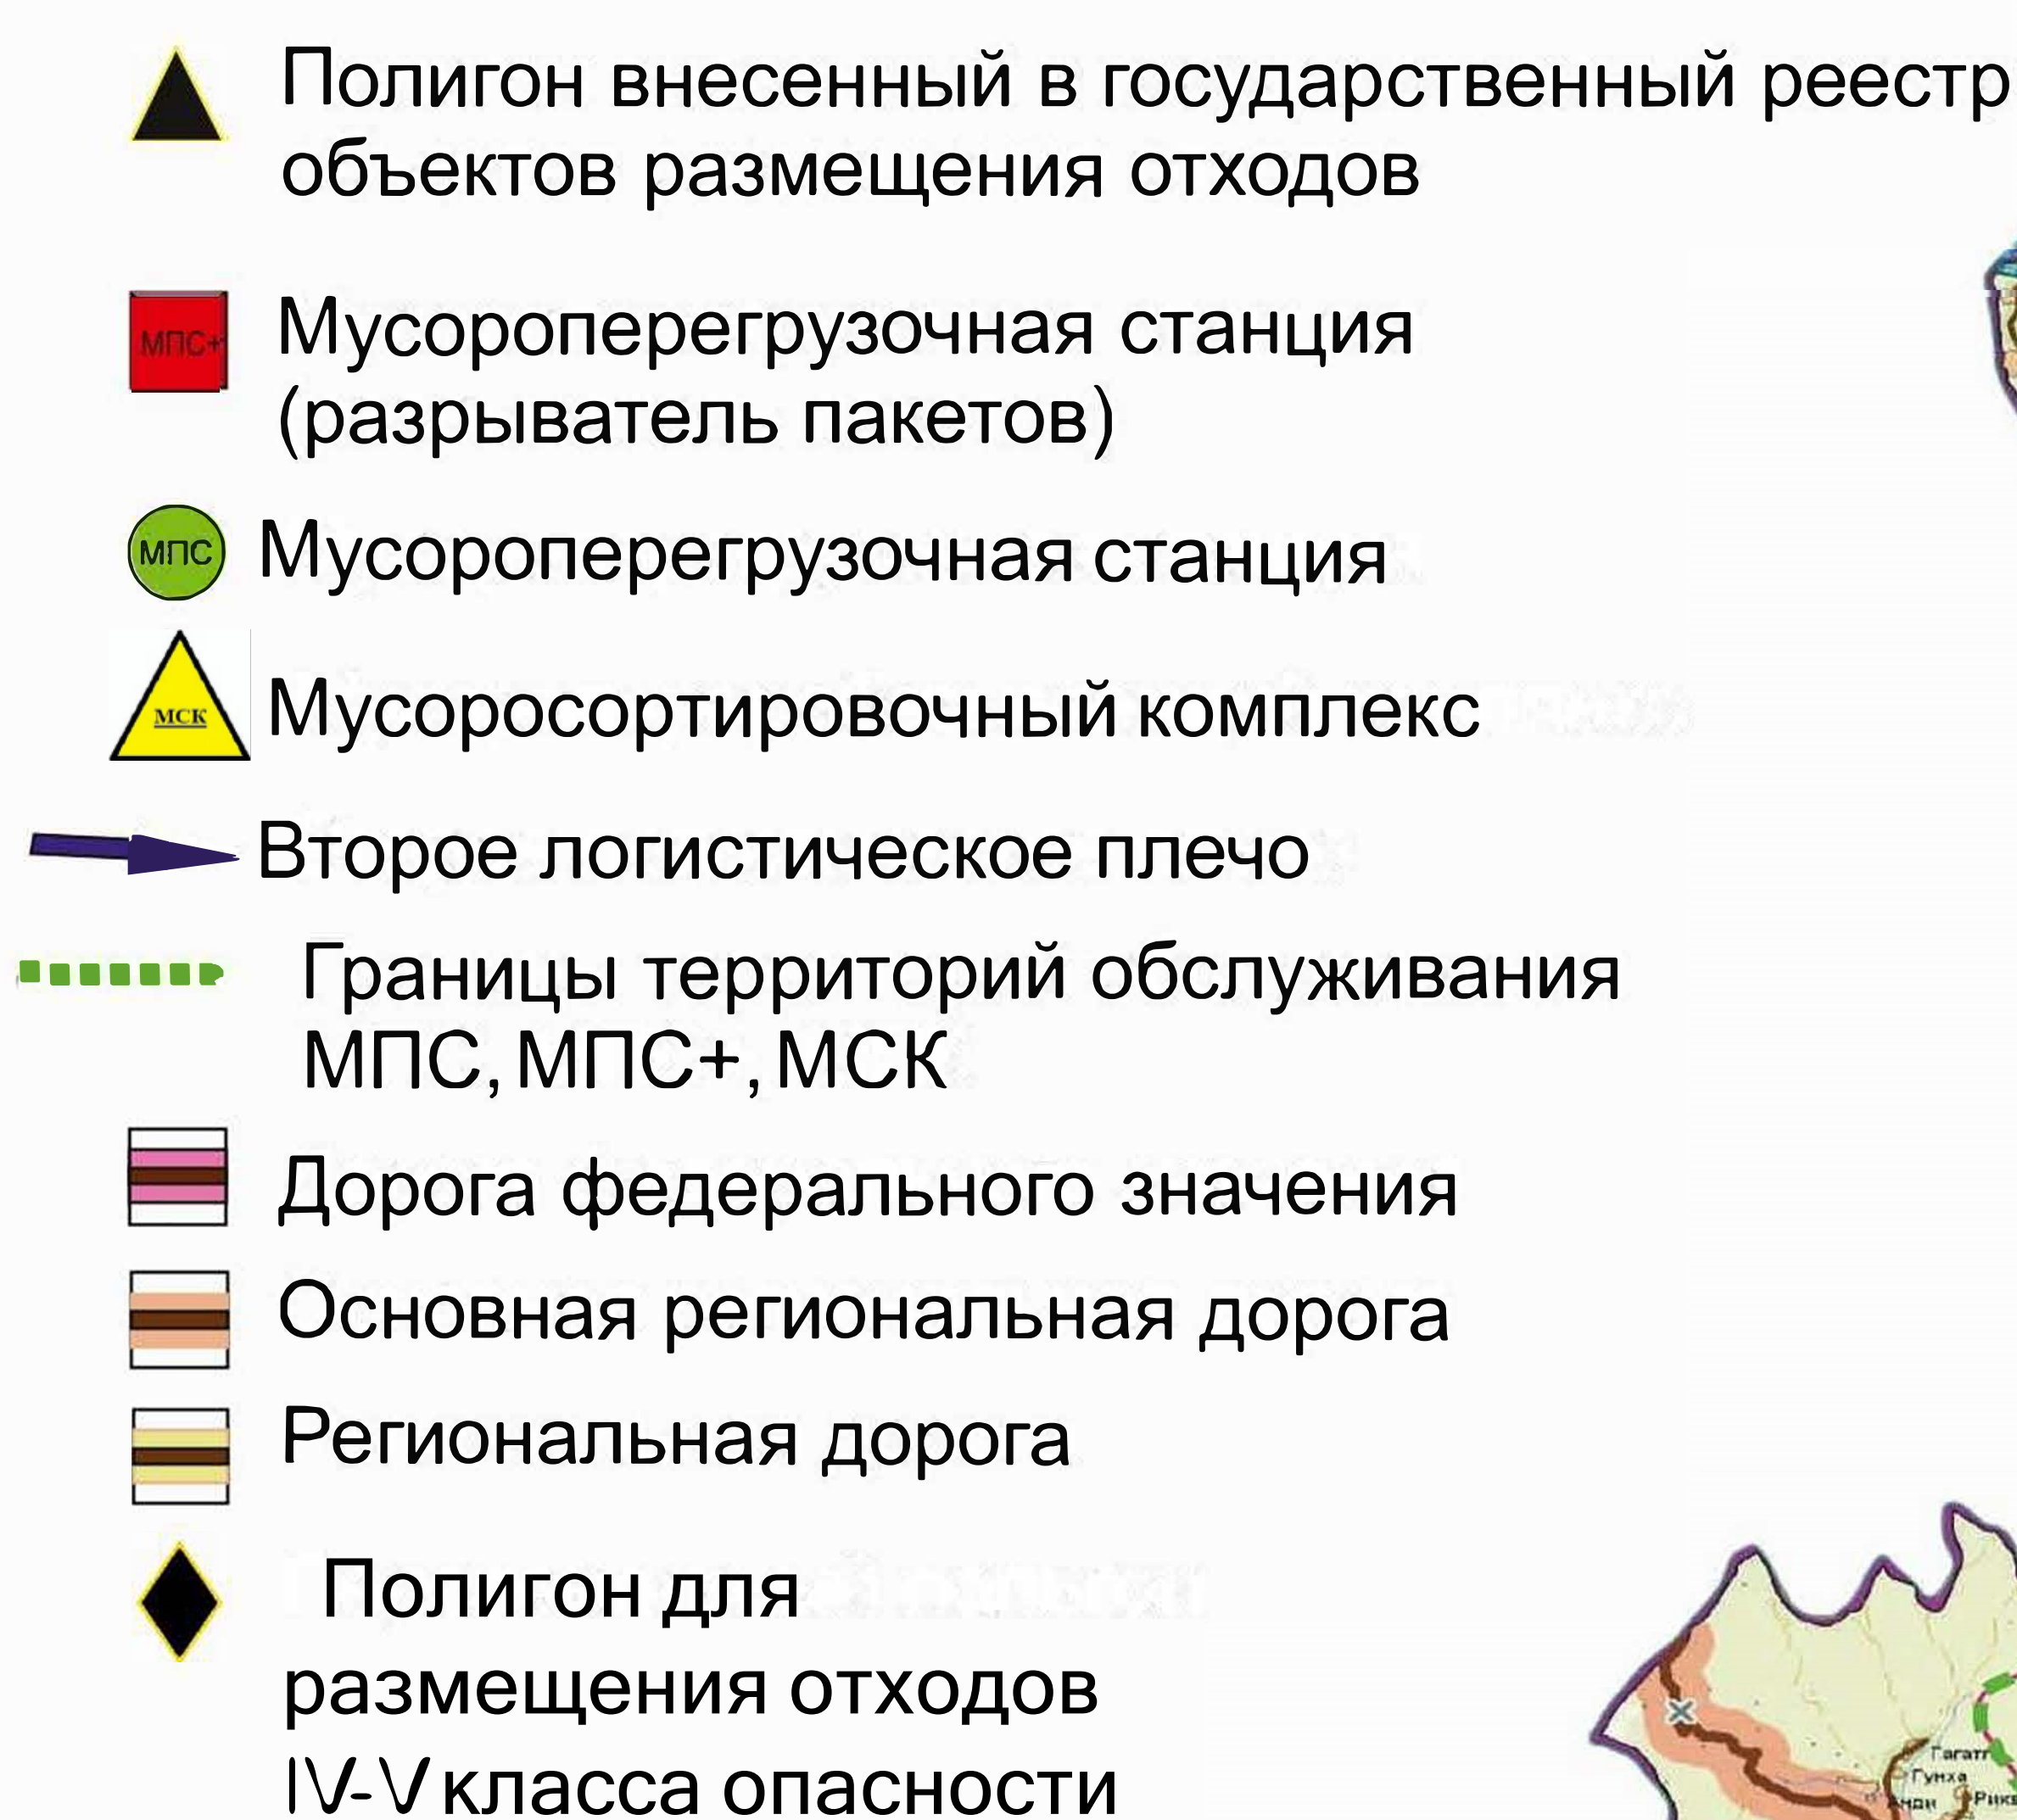 Полигон внесенный в государственный реестр
объектов размещения отходов
МПС+
Мусороперегрузочная станция
(разрыватель пакетов)
МПС
Мусороперегрузочная станция
МСК
Мусоросортировочный комплекс
Второе логистическое плечо
Границы территорий обслуживания
МПС, МПС+, МСК
Дорога федерального значения
Основная региональная дорога
Региональная дорога
Полигон для
размещения отходов
IV-V класса опасности
Гагатл
Гунха